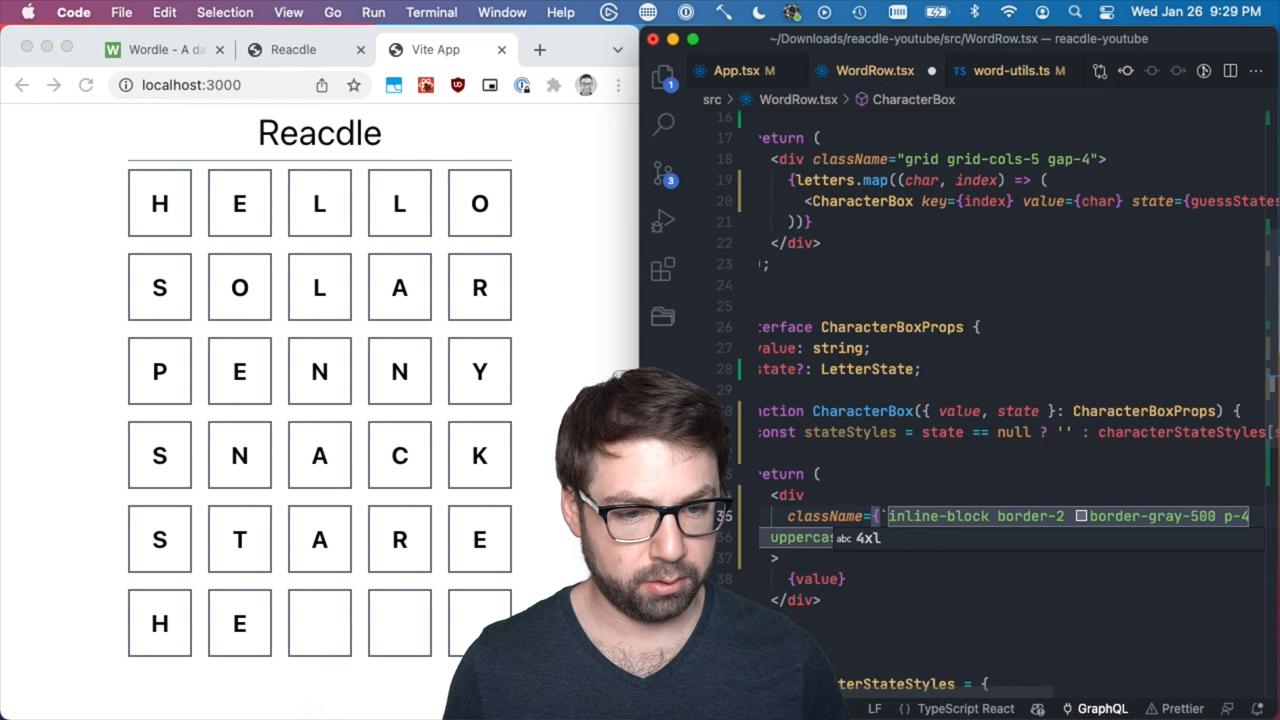 Code File Edit Selection View Go Run Terminal Window Help Wed Jan 26 9:29 PM
Wordle - A da Reacdle Vite App
localhost:3000
Reacdle
H E L L O
S O L A R
P E N N Y
S N A C K
S T A R E
H E
~/Downloads/reacdle-youtube/src/WordRow.tsx — reacdle-youtube
App.tsx M WordRow.tsx TS word-utils.ts M
src > WordRow.tsx > CharacterBox
16
17 return (
18 <div className="grid grid-cols-5 gap-4">
19 {letters.map((char, index) => (
20 <CharacterBox key={index} value={char} state={guessStates
21 ))}
22 </div>
23 );
24
25
26 terface CharacterBoxProps {
27 value: string;
28 state?: LetterState;
29
30 nction CharacterBox({ value, state }: CharacterBoxProps) {
const stateStyles = state == null ? '' : characterStateStyles[s
return (
<div
35 className={`inline-block border-2 border-gray-500 p-4
36 uppercas abc 4xl
37 >
38 {value}
</div>
terStateStyles = {
LF {} TypeScript React GraphQL Prettier
1
3